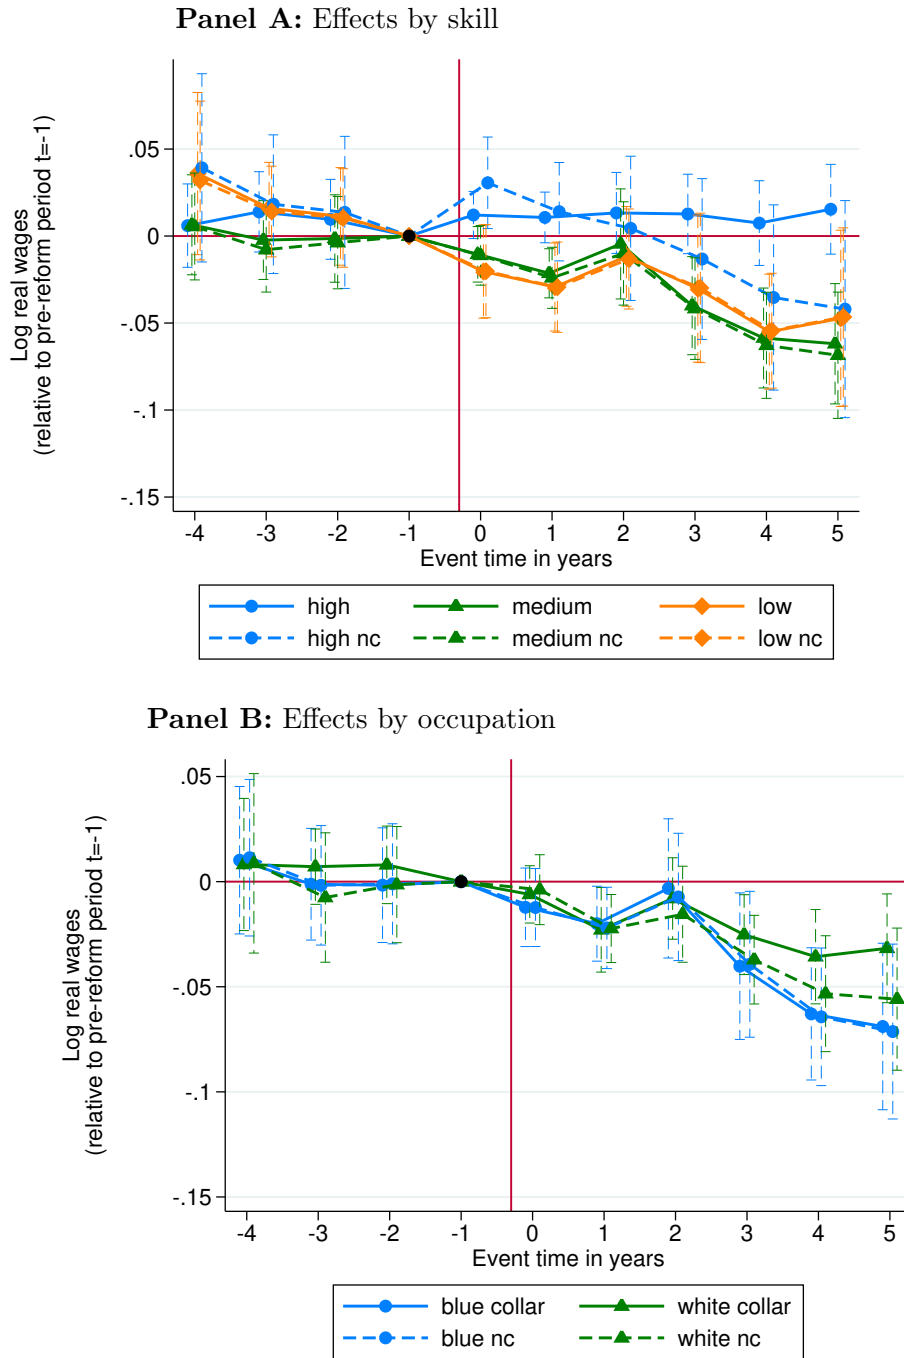 Panel A: Effects by skill
Log real wages
(relative to pre-reform period t=-1)
.05
0
-.05
-.1
-.15
-4 -3 -2 -1 0 1 2 3 4 5
Event time in years
high medium low
high nc medium nc low nc
Panel B: Effects by occupation
Log real wages
(relative to pre-reform period t=-1)
.05
0
-.05
-.1
-.15
-4 -3 -2 -1 0 1 2 3 4 5
Event time in years
blue collar white collar
blue nc white nc